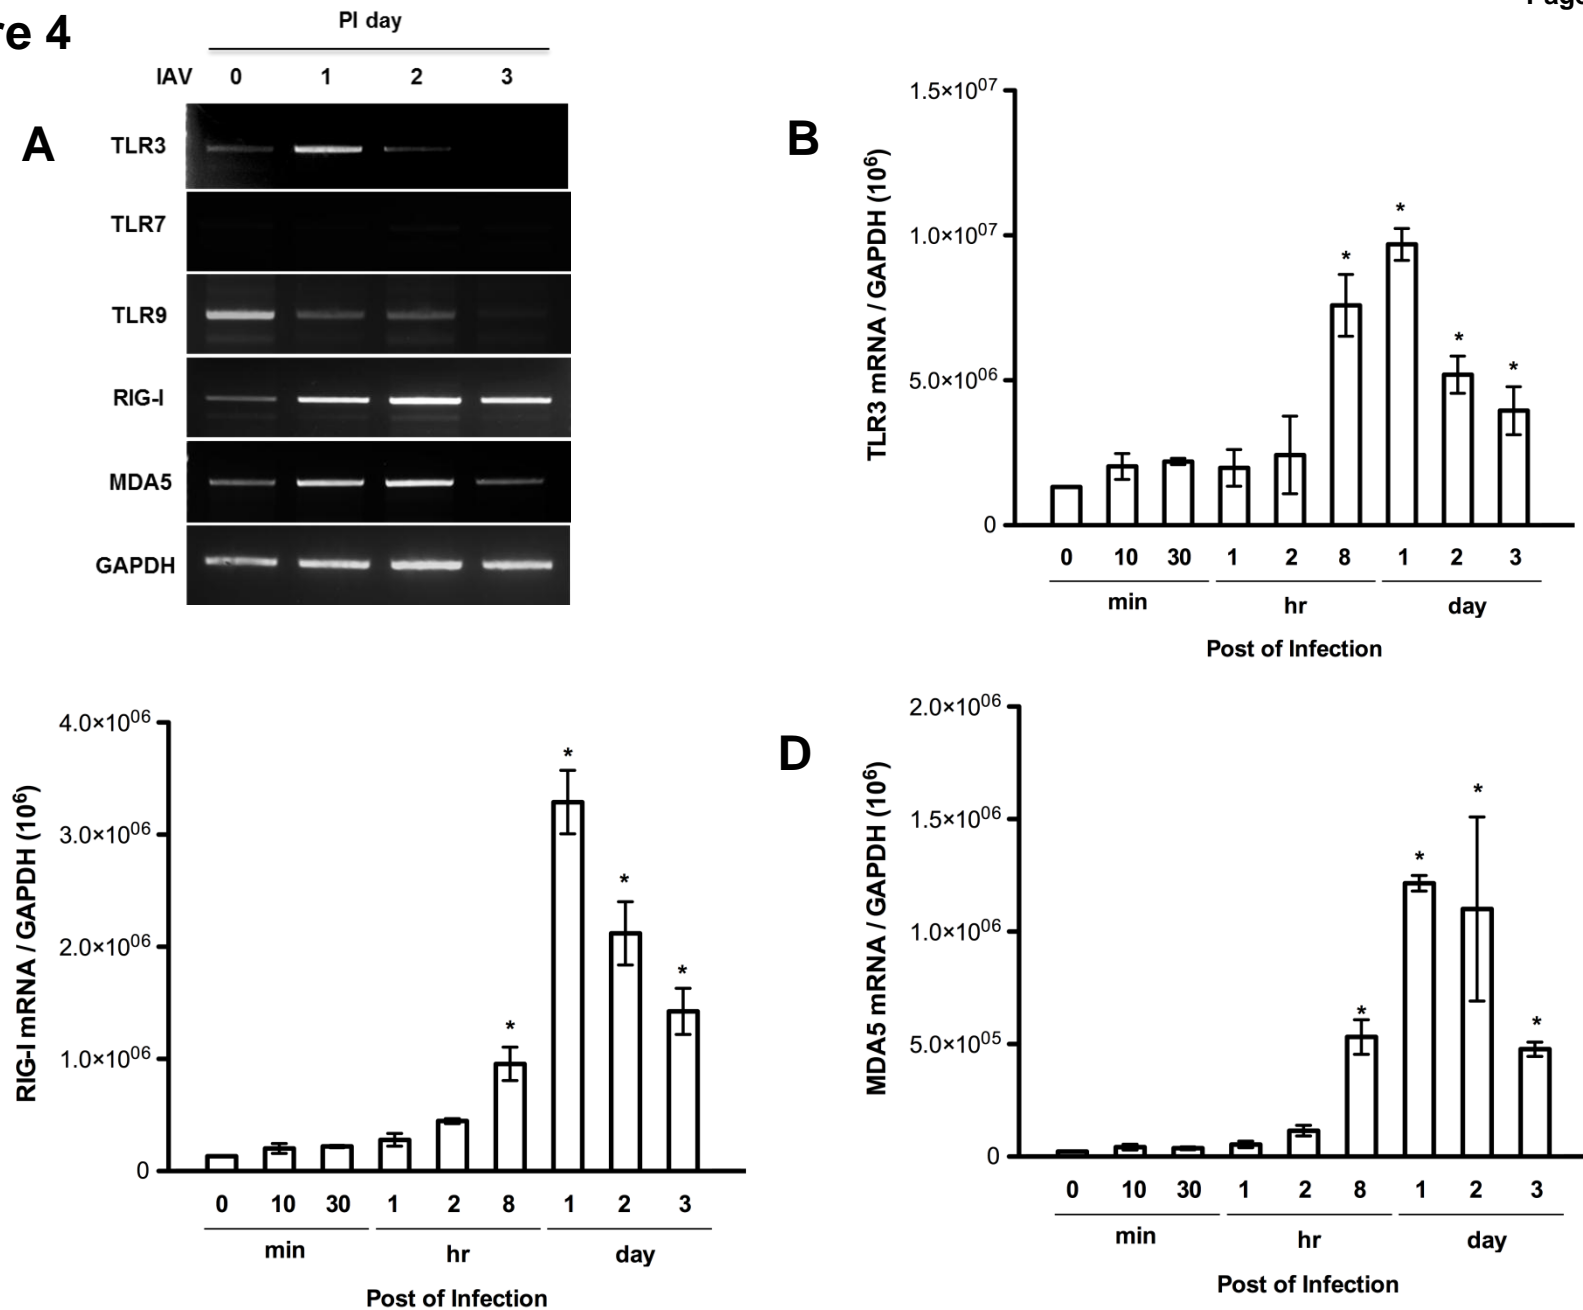 re 4
Page
PI day
IAV 0 1 2 3
A
TLR3
TLR7
TLR9
RIG-I
MDA5
GAPDH
B
TLR3 mRNA / GAPDH (10⁶)
1.5×10⁰⁷
1.0×10⁰⁷
5.0×10⁰⁶
0
* * * *
0 10 30 1 2 8 1 2 3
min hr day
Post of Infection
RIG-I mRNA / GAPDH (10⁶)
4.0×10⁰⁶
3.0×10⁰⁶
2.0×10⁰⁶
1.0×10⁰⁶
0
* * * *
0 10 30 1 2 8 1 2 3
min hr day
Post of Infection
D
MDA5 mRNA / GAPDH (10⁶)
2.0×10⁰⁶
1.5×10⁰⁶
1.0×10⁰⁶
5.0×10⁰⁵
0
* * * *
0 10 30 1 2 8 1 2 3
min hr day
Post of Infection